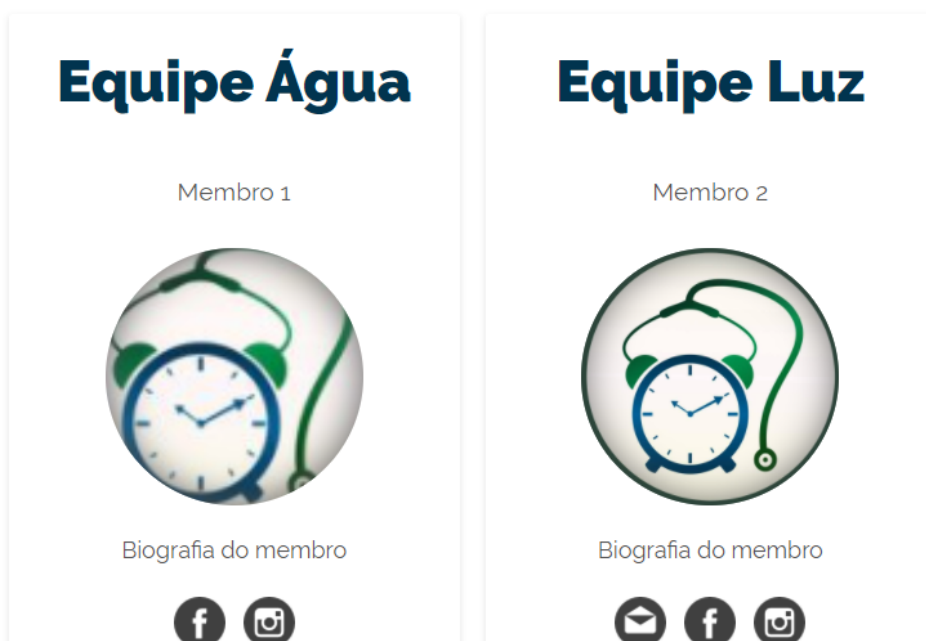 Equipe Água
Membro 1
Biografia do membro
Equipe Luz
Membro 2
Biografia do membro